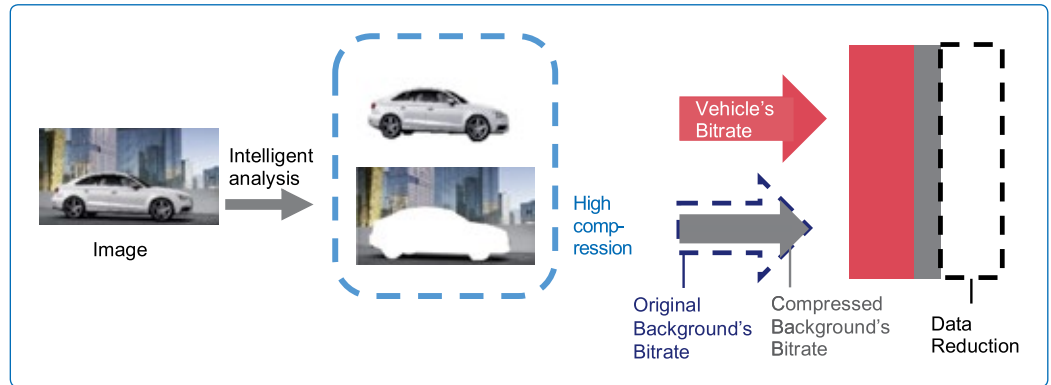 Image
Intelligent
analysis
High
comp-
ression
Vehicle's
Bitrate
Original
Background's
Bitrate
Compressed
Background's
Bitrate
Data
Reduction